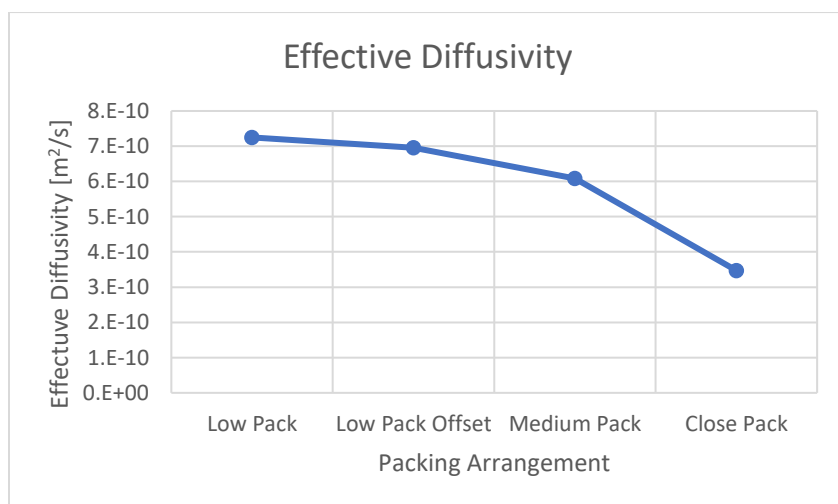 Effective Diffusivity
Effectuve Diffusivity [m²/s]
8.E-10
7.E-10
6.E-10
5.E-10
4.E-10
3.E-10
2.E-10
1.E-10
0.E+00
Low Pack Low Pack Offset Medium Pack Close Pack
Packing Arrangement